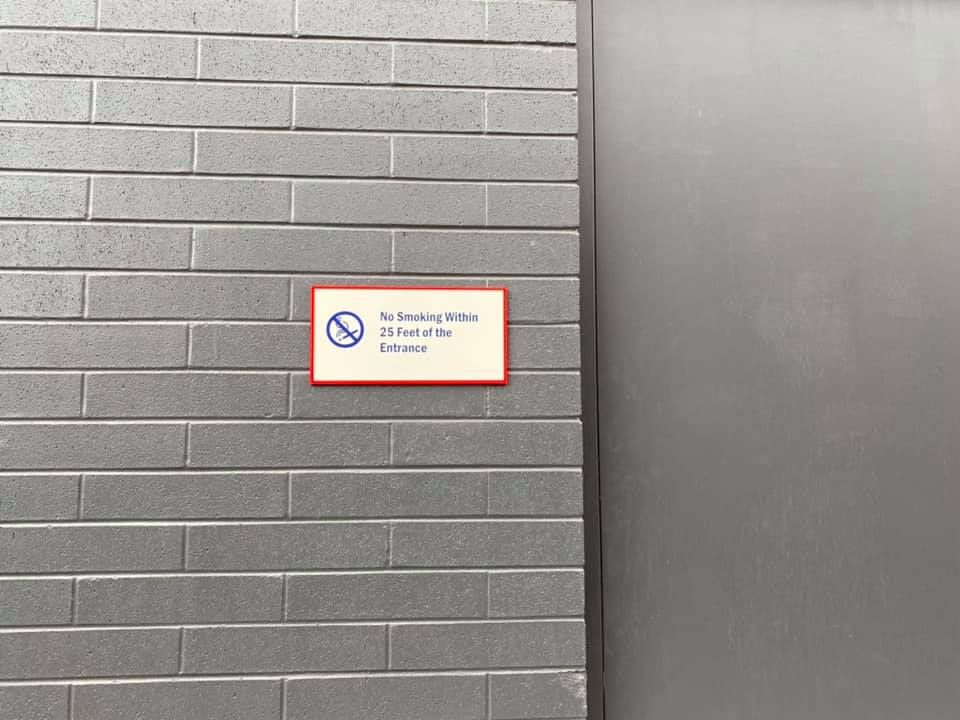 No Smoking Within
25 Feet of the
Entrance